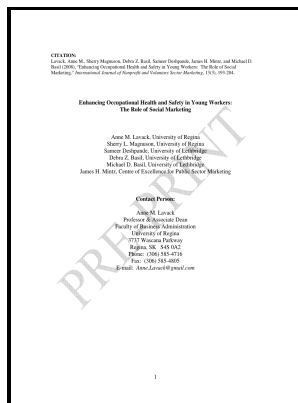 CITATION:
Lavack, Anne M., Sherry Magnuson, Debra Z. Basil, Sameer Deshpande, James H. Mintz, and Michael D.
Basil (2008), "Enhancing Occupational Health and Safety in Young Workers: The Role of Social
Marketing," International Journal of Nonprofit and Voluntary Sector Marketing, 13(3), 193-204.
Enhancing Occupational Health and Safety in Young Workers:
The Role of Social Marketing
Anne M. Lavack, University of Regina
Sherry L. Magnuson, University of Regina
Sameer Deshpande, University of Lethbridge
Debra Z. Basil, University of Lethbridge
Michael D. Basil, University of Lethbridge
James H. Mintz, Centre of Excellence for Public Sector Marketing
Contact Person:
Anne M. Lavack
Professor & Associate Dean
Faculty of Business Administration
University of Regina
3737 Wascana Parkway
Regina, SK S4S 0A2
Phone: (306) 585-4716
Fax: (306) 585-4805
E-mail: Anne.Lavack@gmail.com
PRE-PRINT
1